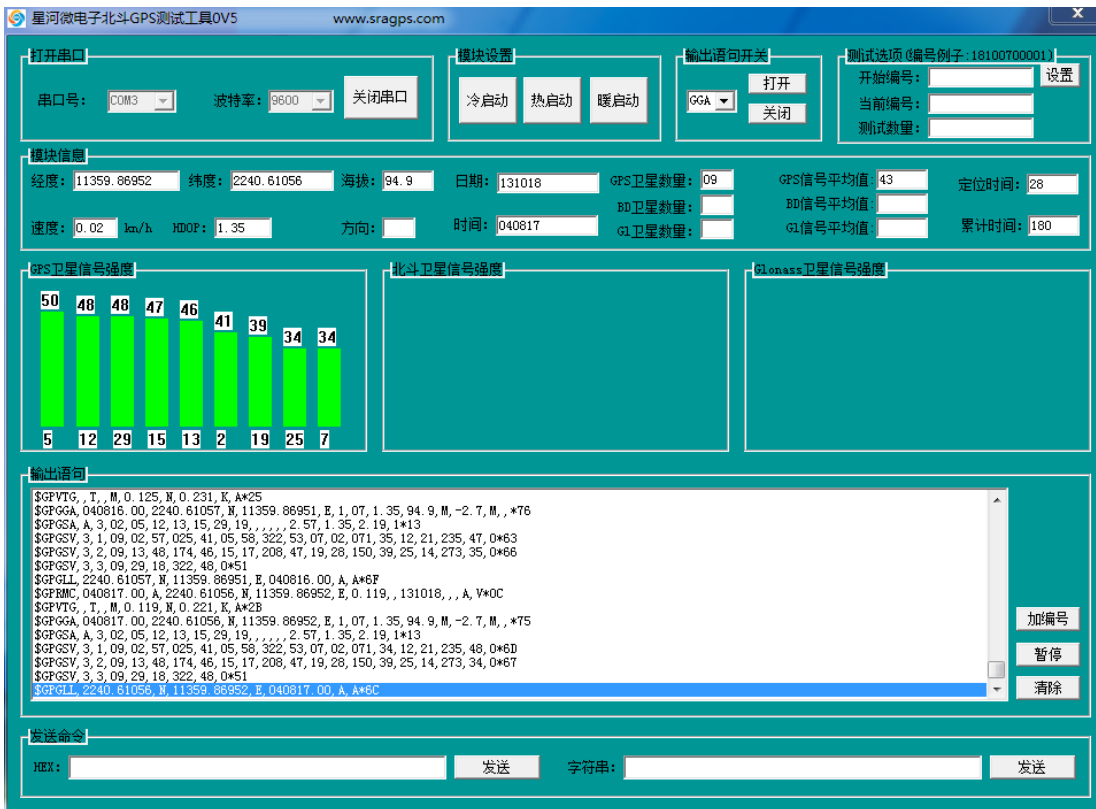 星河微电子北斗GPS测试工具0V5 www.sragps.com X
打开串口 模块设置 输出语句开关 测试选项(编号例子:18100700001)
串口号: COM3 波特率: 9600 关闭串口 冷启动 热启动 暖启动 GGA 打开 关闭
开始编号: 设置
当前编号:
测试数量:
模块信息
经度: 11359.86952 纬度: 2240.61056 海拔: 94.9 日期: 131018 GPS卫星数量: 09 GPS信号平均值: 43 定位时间: 28
BD卫星数量: BD信号平均值:
速度: 0.02 km/h HDOP: 1.35 方向: 时间: 040817 Gl卫星数量: Gl信号平均值: 累计时间: 180
GPS卫星信号强度 北斗卫星信号强度 Glonass卫星信号强度
50 48 48 47 46 41 39 34 34
5 12 29 15 13 2 19 25 7
输出语句
$GPVTG,,T,,M,0.125,N,0.231,K,A*25
$GPGGA,040816.00,2240.61057,N,11359.86951,E,1,07,1.35,94.9,M,-2.7,M,,*76
$GPGSA,A,3,02,05,12,13,15,29,19,,,,,,2.57,1.35,2.19,1*13
$GPGSV,3,1,09,02,57,025,41,05,58,322,53,07,02,071,35,12,21,235,47,0*63
$GPGSV,3,2,09,13,48,174,46,15,17,208,47,19,28,150,39,25,14,273,35,0*66
$GPGSV,3,3,09,29,18,322,48,0*51
$GPGLL,2240.61057,N,11359.86951,E,040816.00,A,A*6F
$GPRMC,040817.00,A,2240.61056,N,11359.86952,E,0.119,,131018,,,A,V*0C
$GPVTG,,T,,M,0.119,N,0.221,K,A*2B
$GPGGA,040817.00,2240.61056,N,11359.86952,E,1,07,1.35,94.9,M,-2.7,M,,*75
$GPGSA,A,3,02,05,12,13,15,29,19,,,,,,2.57,1.35,2.19,1*13
$GPGSV,3,1,09,02,57,025,41,05,58,322,53,07,02,071,34,12,21,235,48,0*6D
$GPGSV,3,2,09,13,48,174,46,15,17,208,47,19,28,150,39,25,14,273,34,0*67
$GPGSV,3,3,09,29,18,322,48,0*51
$GPGLL,2240.61056,N,11359.86952,E,040817.00,A,A*6C
加编号
暂停
清除
发送命令
HEX: 发送 字符串: 发送